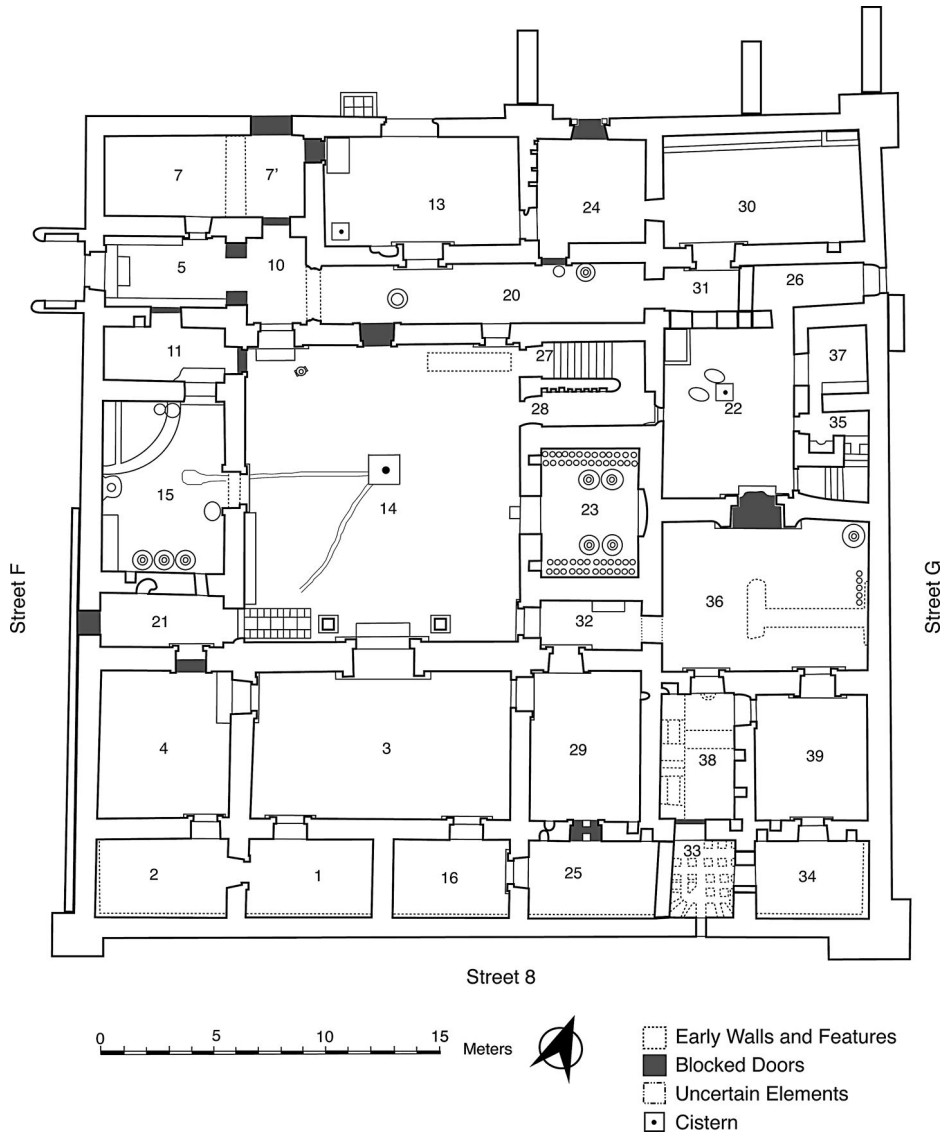 7 7' 13 24 30
5 10 20 31 26
11 27 37
28 22 35
15 14 23
Street F
Street G
21 32 36
4 3 29 38 39
2 1 16 25 33 34
Street 8
0 5 10 15 Meters
Early Walls and Features
Blocked Doors
Uncertain Elements
Cistern